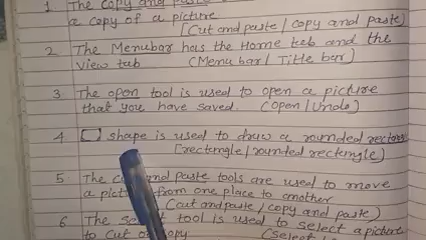 1 The copy and
a copy of a picture
[Cut and paste / copy and paste)
2. The Menubar has the Home tab and the
view tab (Menu bar / Title bar)
3 The open tool is used to open a picture
that you have saved. (Open / Undo)
4 shape is used to draw a rounded
[rectangle / rounded rectangle)
5 The and paste tools are used to move
a from one place to another
(Cut and paste / copy and paste)
6 The tool is used to select a picture
to cut or copy